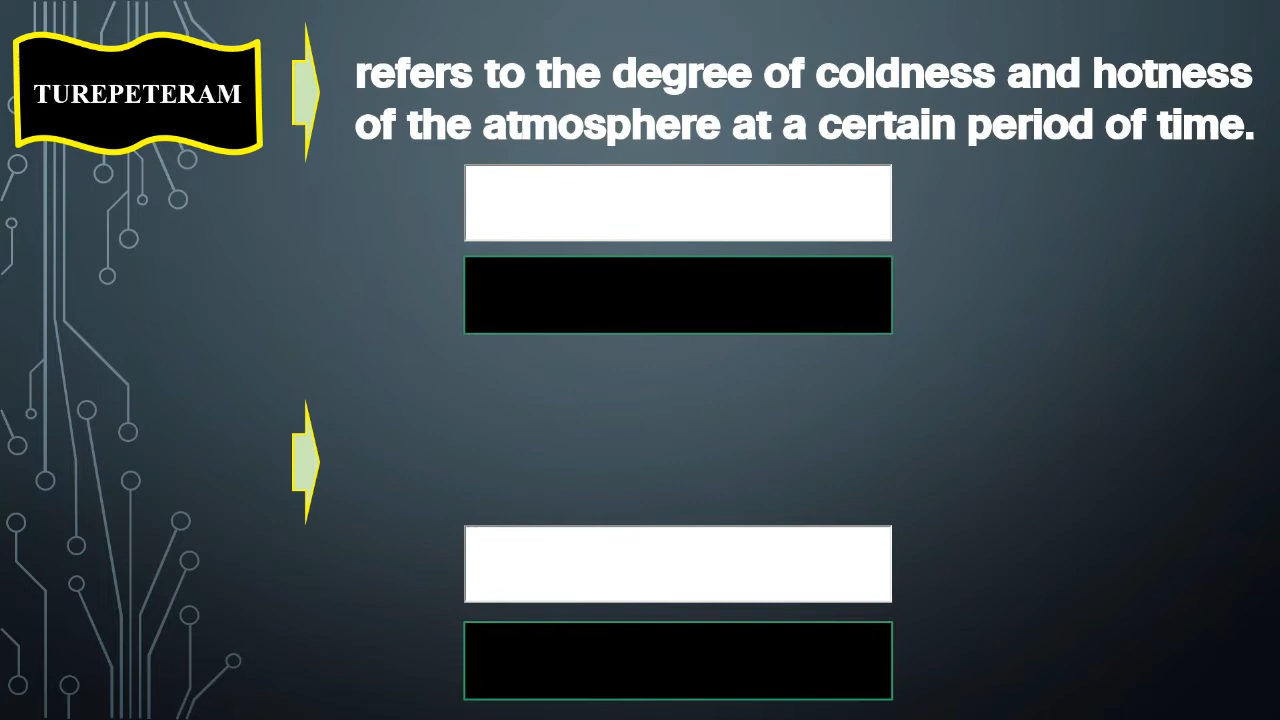 TUREPETERAM
refers to the degree of coldness and hotness
of the atmosphere at a certain period of time.